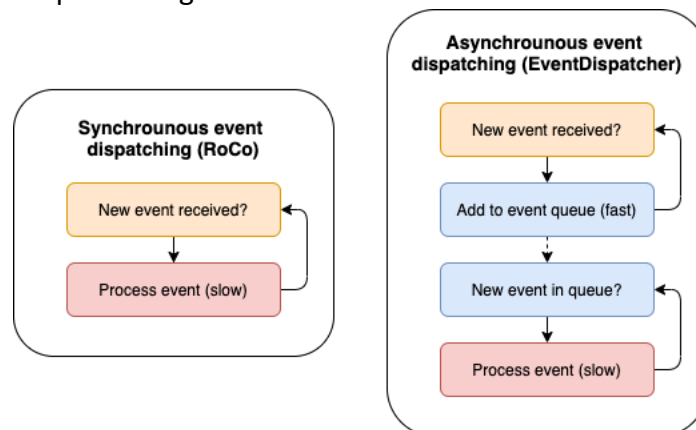 Synchrounous event
dispatching (RoCo)
New event received?
Process event (slow)
Asynchrounous event
dispatching (EventDispatcher)
New event received?
Add to event queue (fast)
New event in queue?
Process event (slow)